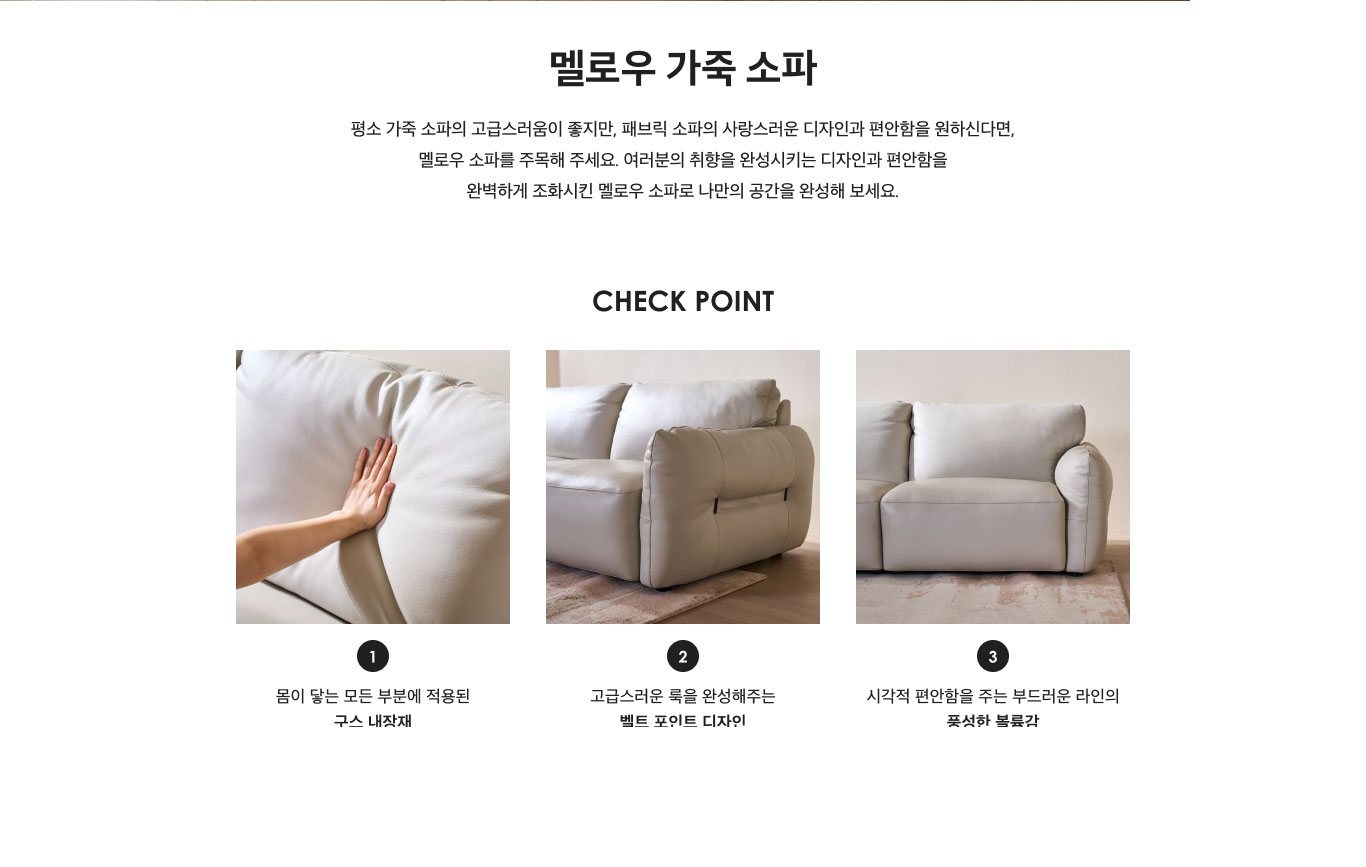 멜로우 가죽 소파
평소 가죽 소파의 고급스러움이 좋지만, 패브릭 소파의 사랑스러운 디자인과 편안함을 원하신다면,
멜로우 소파를 주목해 주세요. 여러분의 취향을 완성시키는 디자인과 편안함을
완벽하게 조화시킨 멜로우 소파로 나만의 공간을 완성해 보세요.
CHECK POINT
1
몸이 닿는 모든 부분에 적용된
구스 내장재
2
고급스러운 룩을 완성해주는
벨트 포인트 디자인
3
시각적 편안함을 주는 부드러운 라인의
풍성한 볼륨감